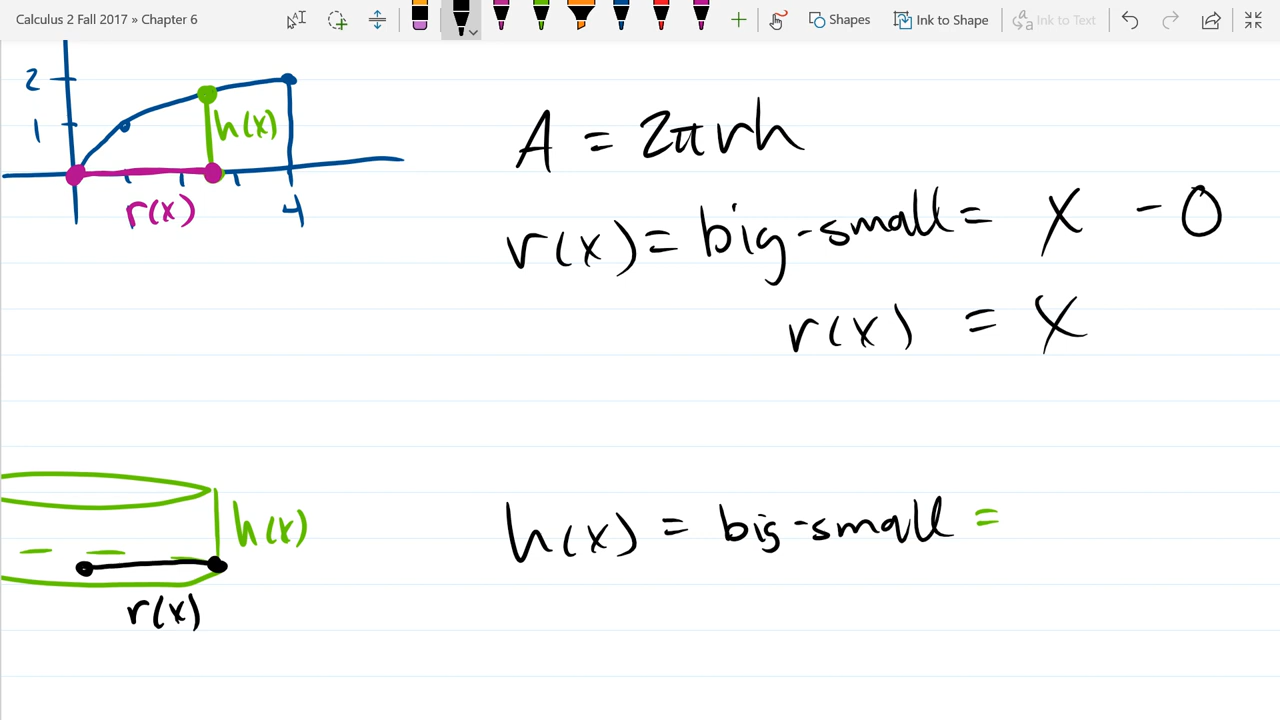 Calculus 2 Fall 2017 » Chapter 6
Shapes
Ink to Shape
Ink to Text
2
1
h(x)
r(x)
4
A = 2πrh
r(x) = big-small = x - 0
r(x) = x
h(x)
r(x)
h(x) = big-small =